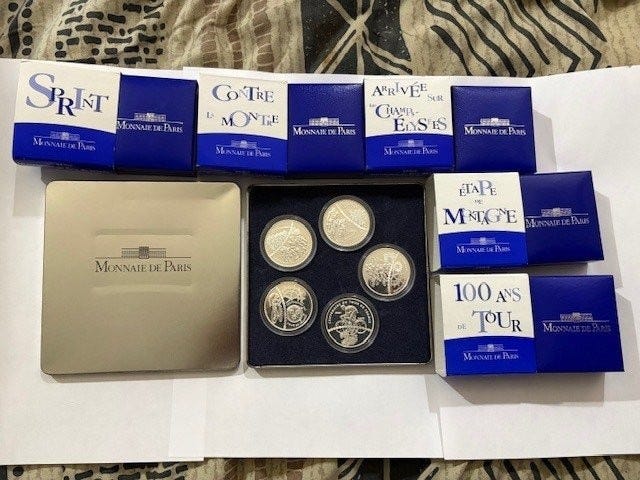 SPRINT
MONNAIE DE PARIS
MONNAIE DE PARIS
CONTRE
LA MONTRE
MONNAIE DE PARIS
MONNAIE DE PARIS
ARRIVÉE SUR
LES CHAMPS
ÉLYSÉES
MONNAIE DE PARIS
MONNAIE DE PARIS
ÉTAPE DE
MONTAGNE
MONNAIE DE PARIS
MONNAIE DE PARIS
MONNAIE DE PARIS
100 ANS
DE TOUR
MONNAIE DE PARIS
MONNAIE DE PARIS